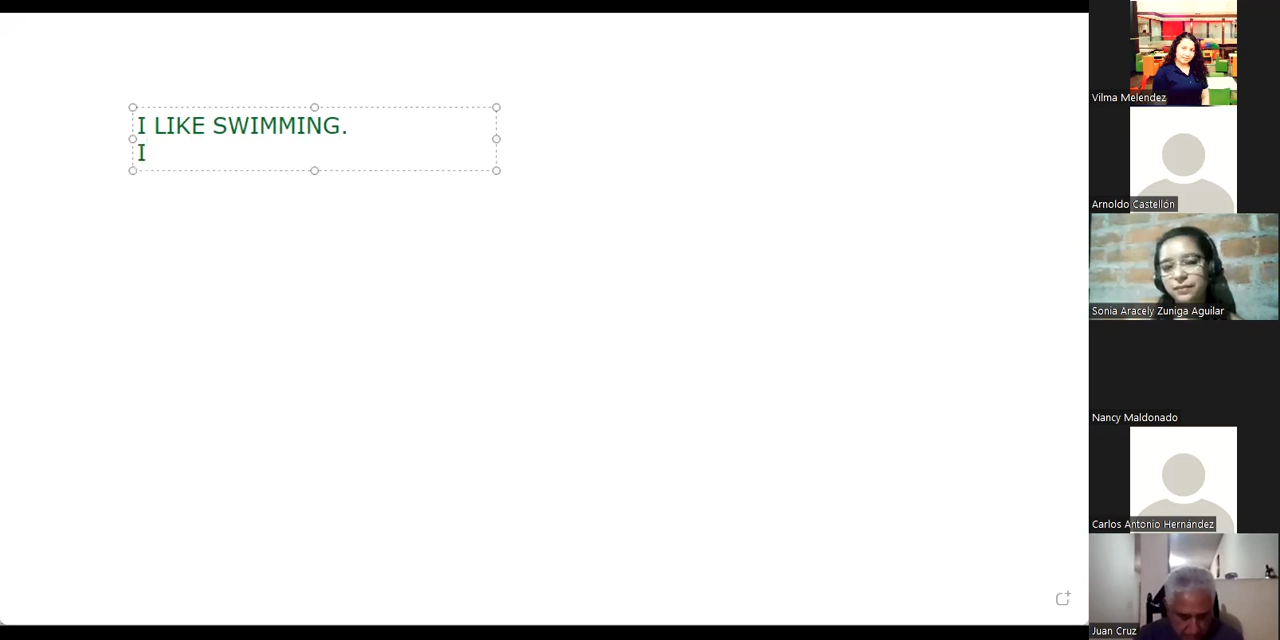 I LIKE SWIMMING.
I
Vilma Melendez
Arnoldo Castellón
Sonia Aracely Zuniga Aguilar
Nancy Maldonado
Carlos Antonio Hernández
Juan Cruz